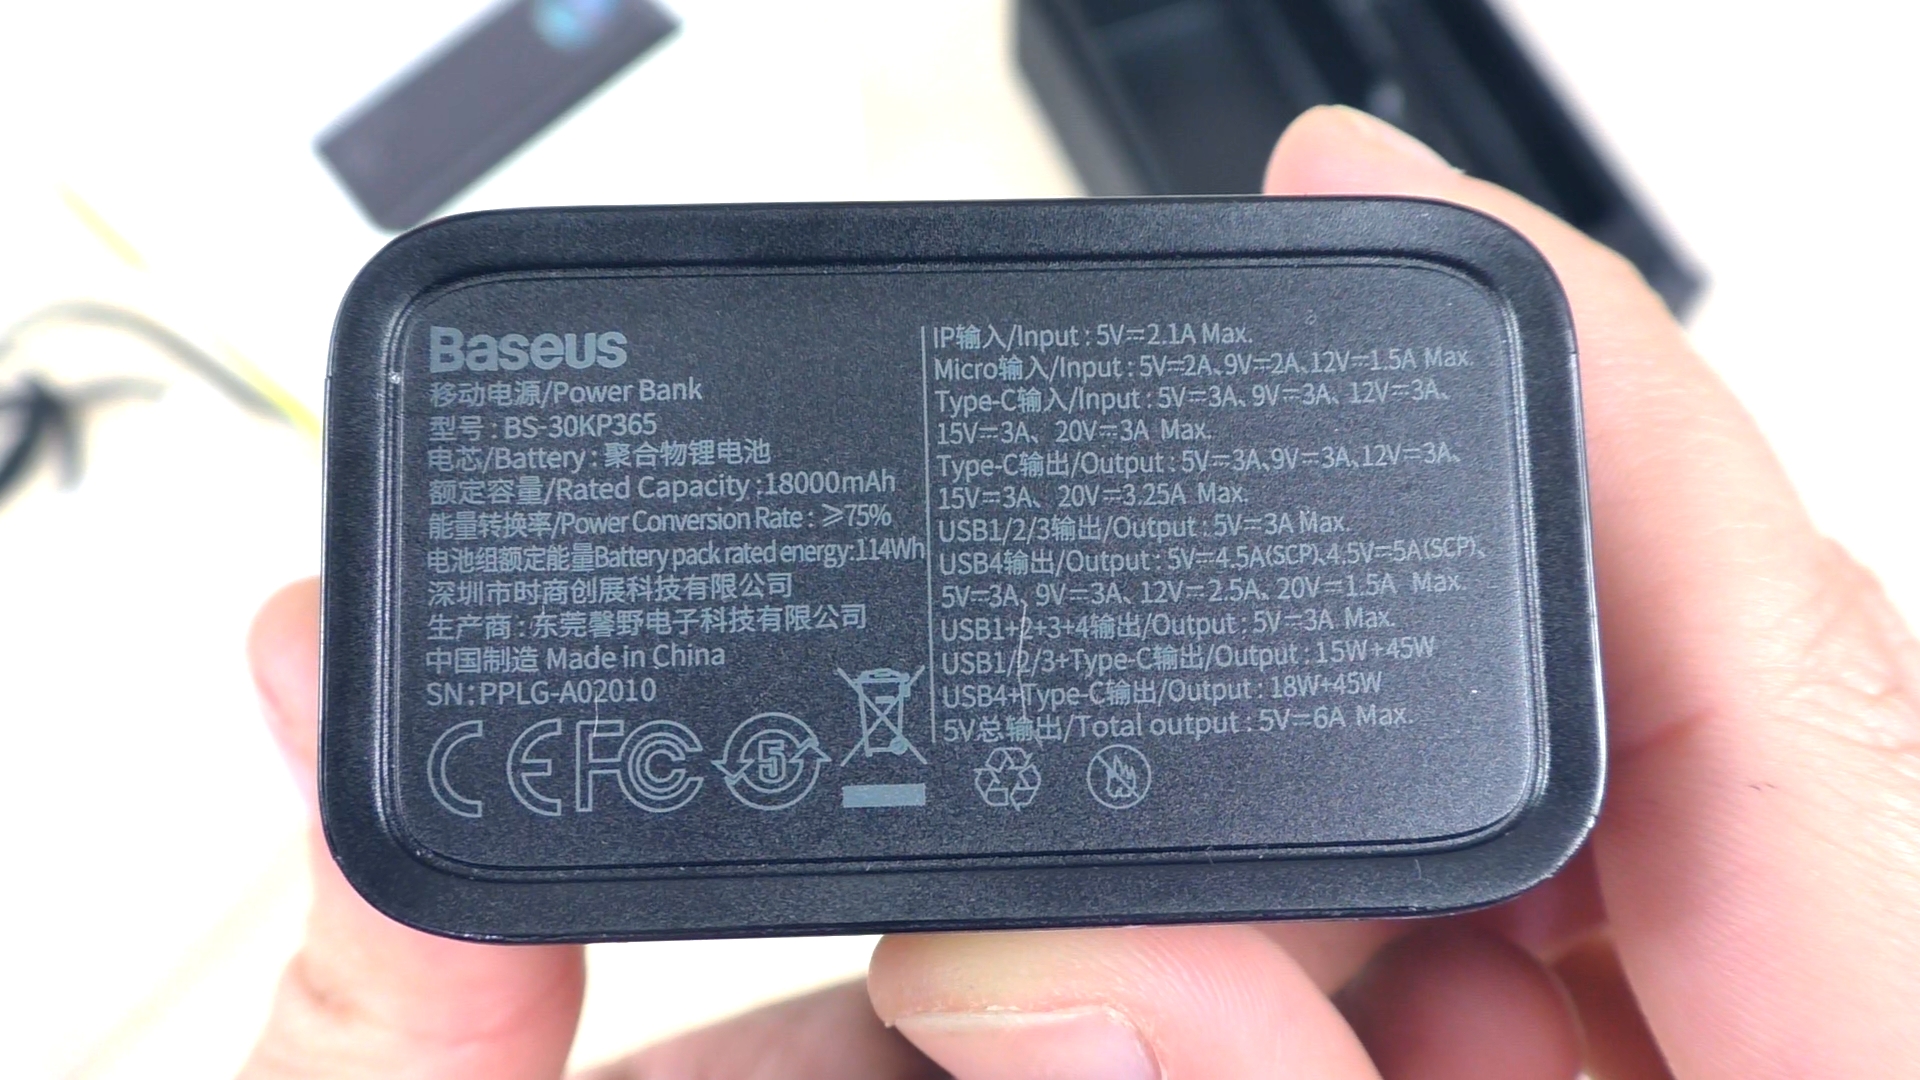 Baseus
移动电源/Power Bank
型号:BS-30KP365
电芯/Battery:聚合物锂电池
额定容量/Rated Capacity:18000mAh
能量转换率/Power Conversion Rate:≥75%
电池组额定能量Battery pack rated energy:114Wh
深圳市时商创展科技有限公司
生产商:东莞馨野电子科技有限公司
中国制造 Made in China
SN:PPLG-A02010
CE FC 5
IP输入/Input:5V⎓2.1A Max.
Micro输入/Input:5V⎓2A、9V⎓2A、12V⎓1.5A Max.
Type-C输入/Input:5V⎓3A、9V⎓3A、12V⎓3A、
15V⎓3A、20V⎓3A Max.
Type-C输出/Output:5V⎓3A、9V⎓3A、12V⎓3A、
15V⎓3A、20V⎓3.25A Max.
USB1/2/3输出/Output:5V⎓3A Max.
USB4输出/Output:5V⎓4.5A(SCP)、4.5V⎓5A(SCP)、
5V⎓3A、9V⎓3A、12V⎓2.5A、20V⎓1.5A Max.
USB1+2+3+4输出/Output:5V⎓3A Max.
USB1/2/3+Type-C输出/Output:15W+45W
USB4+Type-C输出/Output:18W+45W
5V总输出/Total output:5V⎓6A Max.